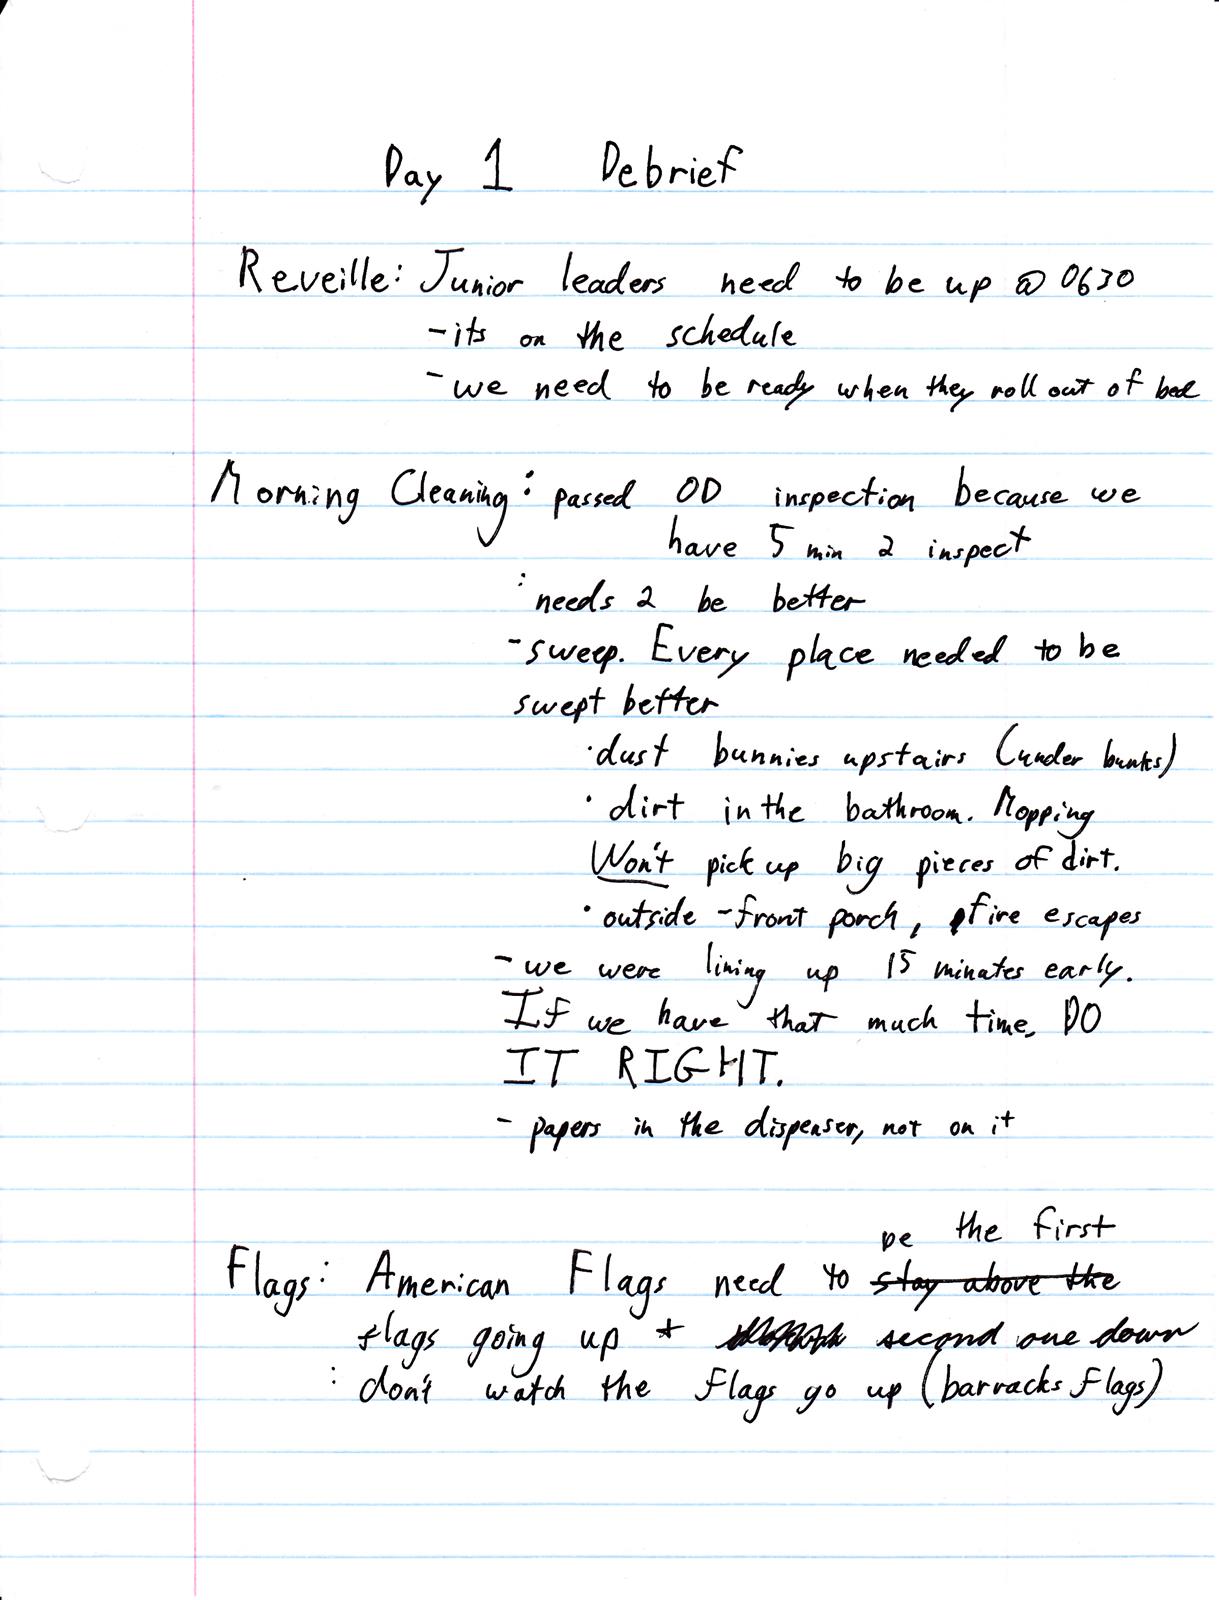 Day 1 Debrief
Reveille: Junior leaders need to be up @ 0630
- its on the schedule
- we need to be ready when they roll out of bed
Morning Cleaning: passed OD inspection because we
have 5 min 2 inspect
: needs 2 be better
- sweep. Every place needed to be
swept better
· dust bunnies upstairs (under bunks)
· dirt in the bathroom. Mopping
Won't pick up big pieces of dirt.
· outside - front porch, fire escapes
- we were lining up 15 minutes early.
If we have that much time, DO
IT RIGHT.
- papers in the dispenser, not on it
be the first
Flags: American Flags need to stay above the
flags going up + second one down
: don't watch the flags go up (barracks flags)